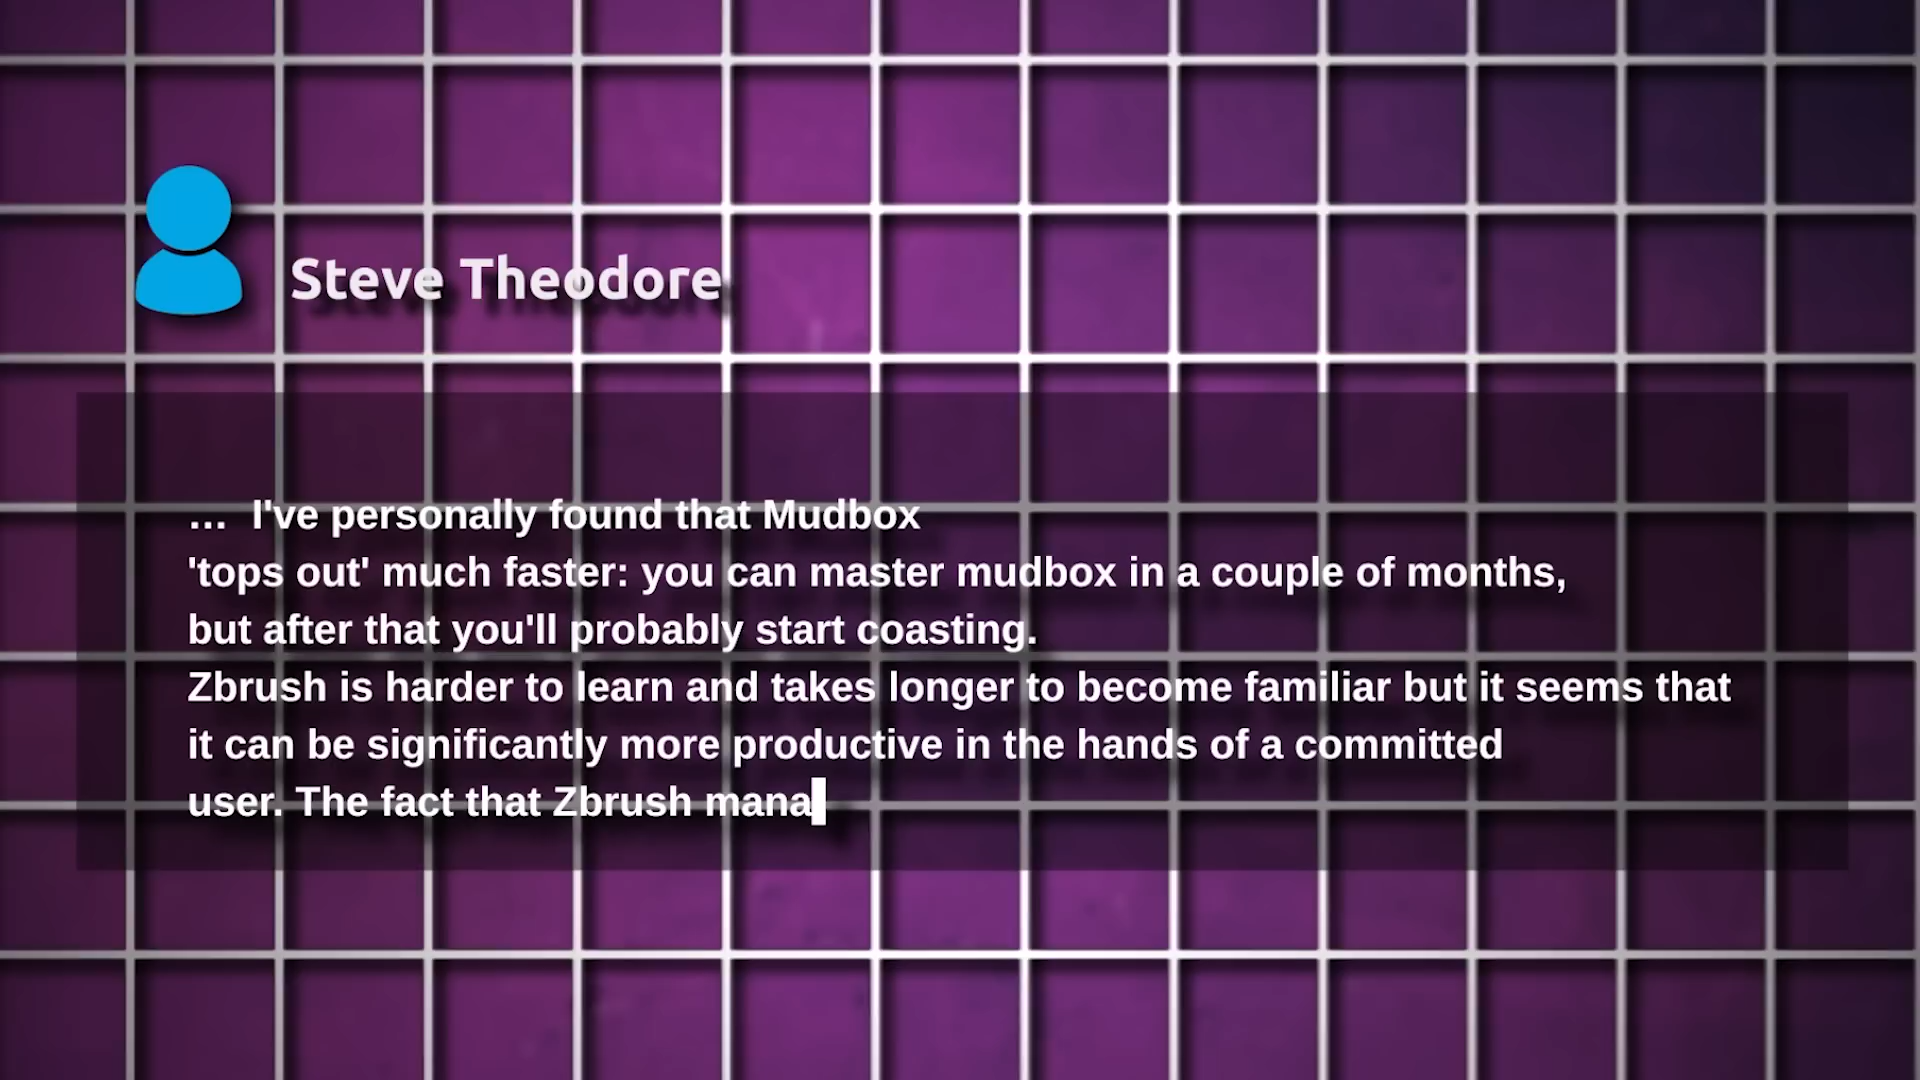 Steve Theodore
… I've personally found that Mudbox
'tops out' much faster: you can master mudbox in a couple of months,
but after that you'll probably start coasting.
Zbrush is harder to learn and takes longer to become familiar but it seems that
it can be significantly more productive in the hands of a committed
user. The fact that Zbrush mana